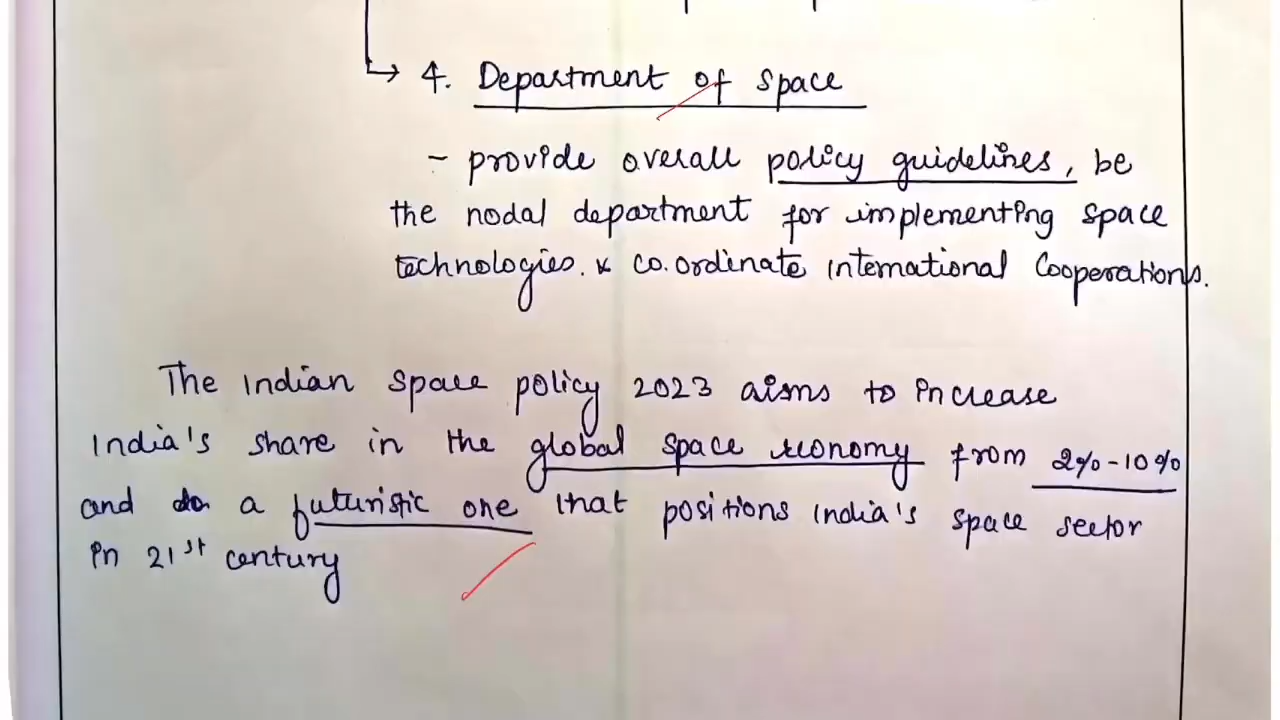 4. Department of space
- provide overall policy guidelines, be
the nodal department for implementing space
technologies. & co.ordinate international cooperations.
The Indian space policy 2023 aims to increase
India's share in the global space economy from 2%-10%
and a futuristic one that positions India's space sector
in 21st century